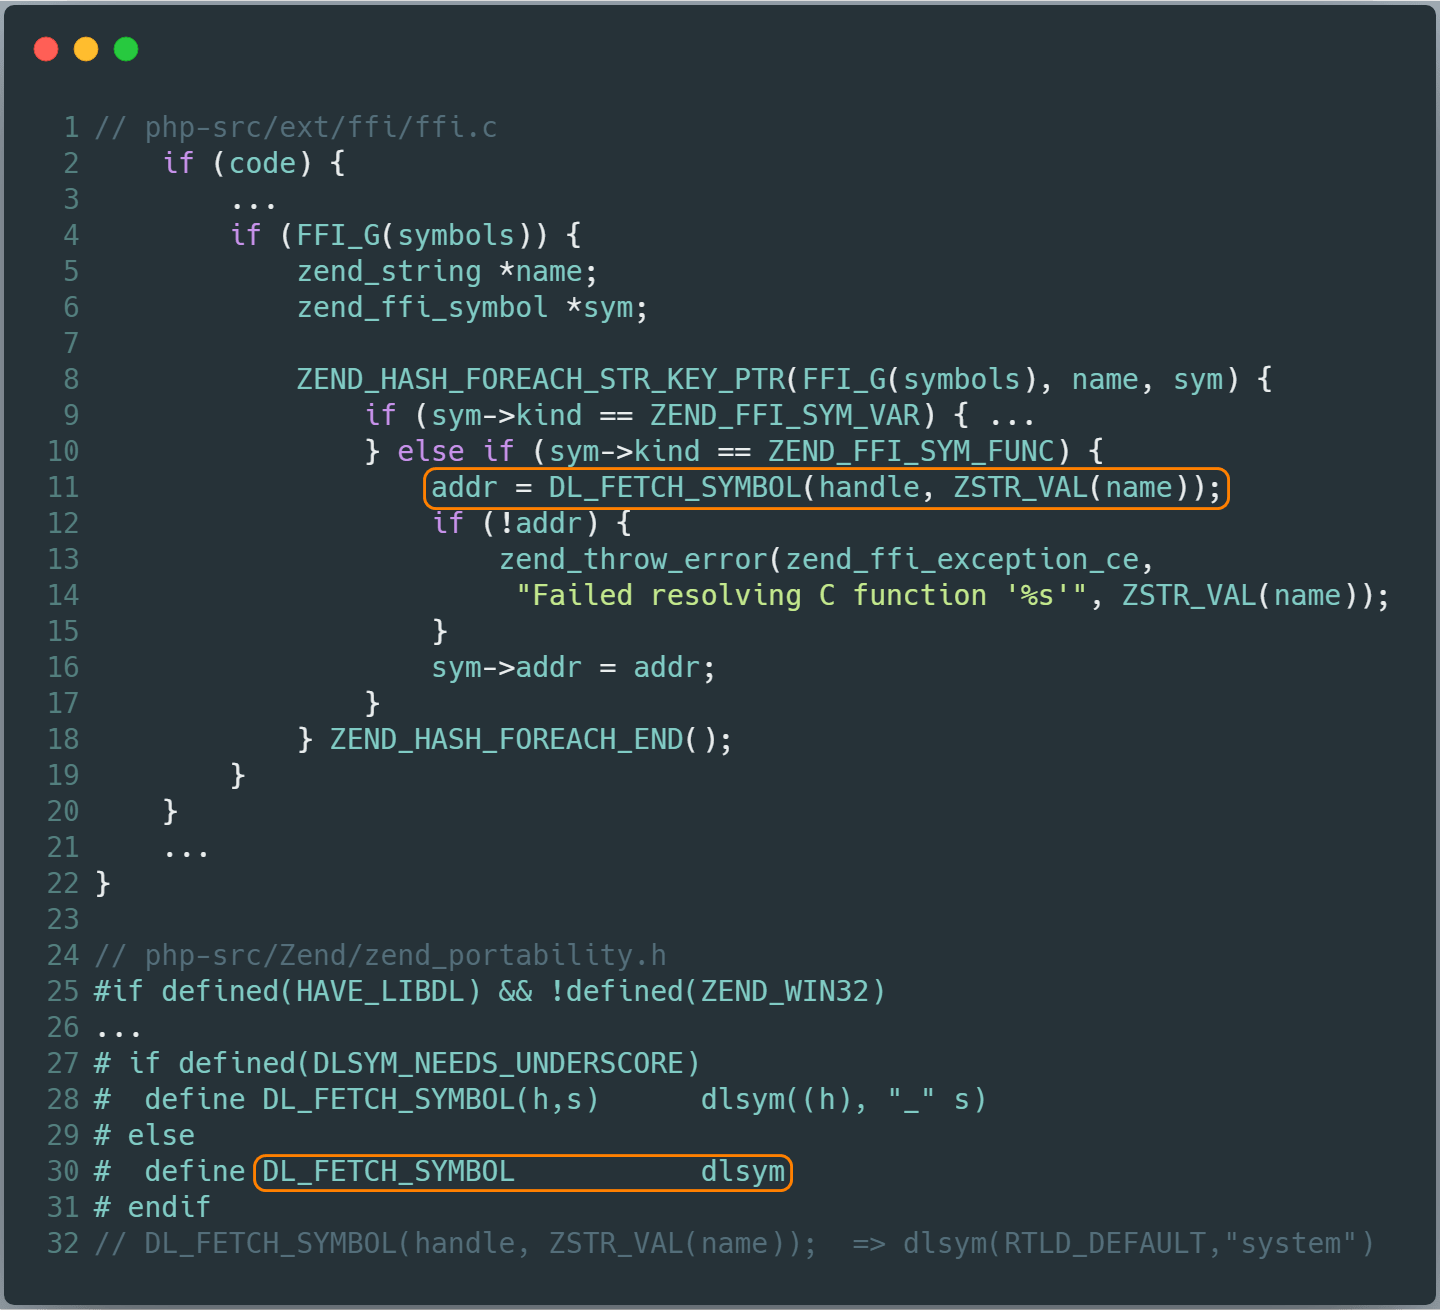 1 // php-src/ext/ffi/ffi.c
2     if (code) {
3         ...
4         if (FFI_G(symbols)) {
5             zend_string *name;
6             zend_ffi_symbol *sym;
7
8             ZEND_HASH_FOREACH_STR_KEY_PTR(FFI_G(symbols), name, sym) {
9                 if (sym->kind == ZEND_FFI_SYM_VAR) { ...
10                 } else if (sym->kind == ZEND_FFI_SYM_FUNC) {
11                     addr = DL_FETCH_SYMBOL(handle, ZSTR_VAL(name));
12                     if (!addr) {
13                         zend_throw_error(zend_ffi_exception_ce,
14                          "Failed resolving C function '%s'", ZSTR_VAL(name));
15                     }
16                     sym->addr = addr;
17                 }
18             } ZEND_HASH_FOREACH_END();
19         }
20     }
21     ...
22 }
23
24 // php-src/Zend/zend_portability.h
25 #if defined(HAVE_LIBDL) && !defined(ZEND_WIN32)
26 ...
27 # if defined(DLSYM_NEEDS_UNDERSCORE)
28 #  define DL_FETCH_SYMBOL(h,s)      dlsym((h), "_" s)
29 # else
30 #  define DL_FETCH_SYMBOL           dlsym
31 # endif
32 // DL_FETCH_SYMBOL(handle, ZSTR_VAL(name));  => dlsym(RTLD_DEFAULT,"system")